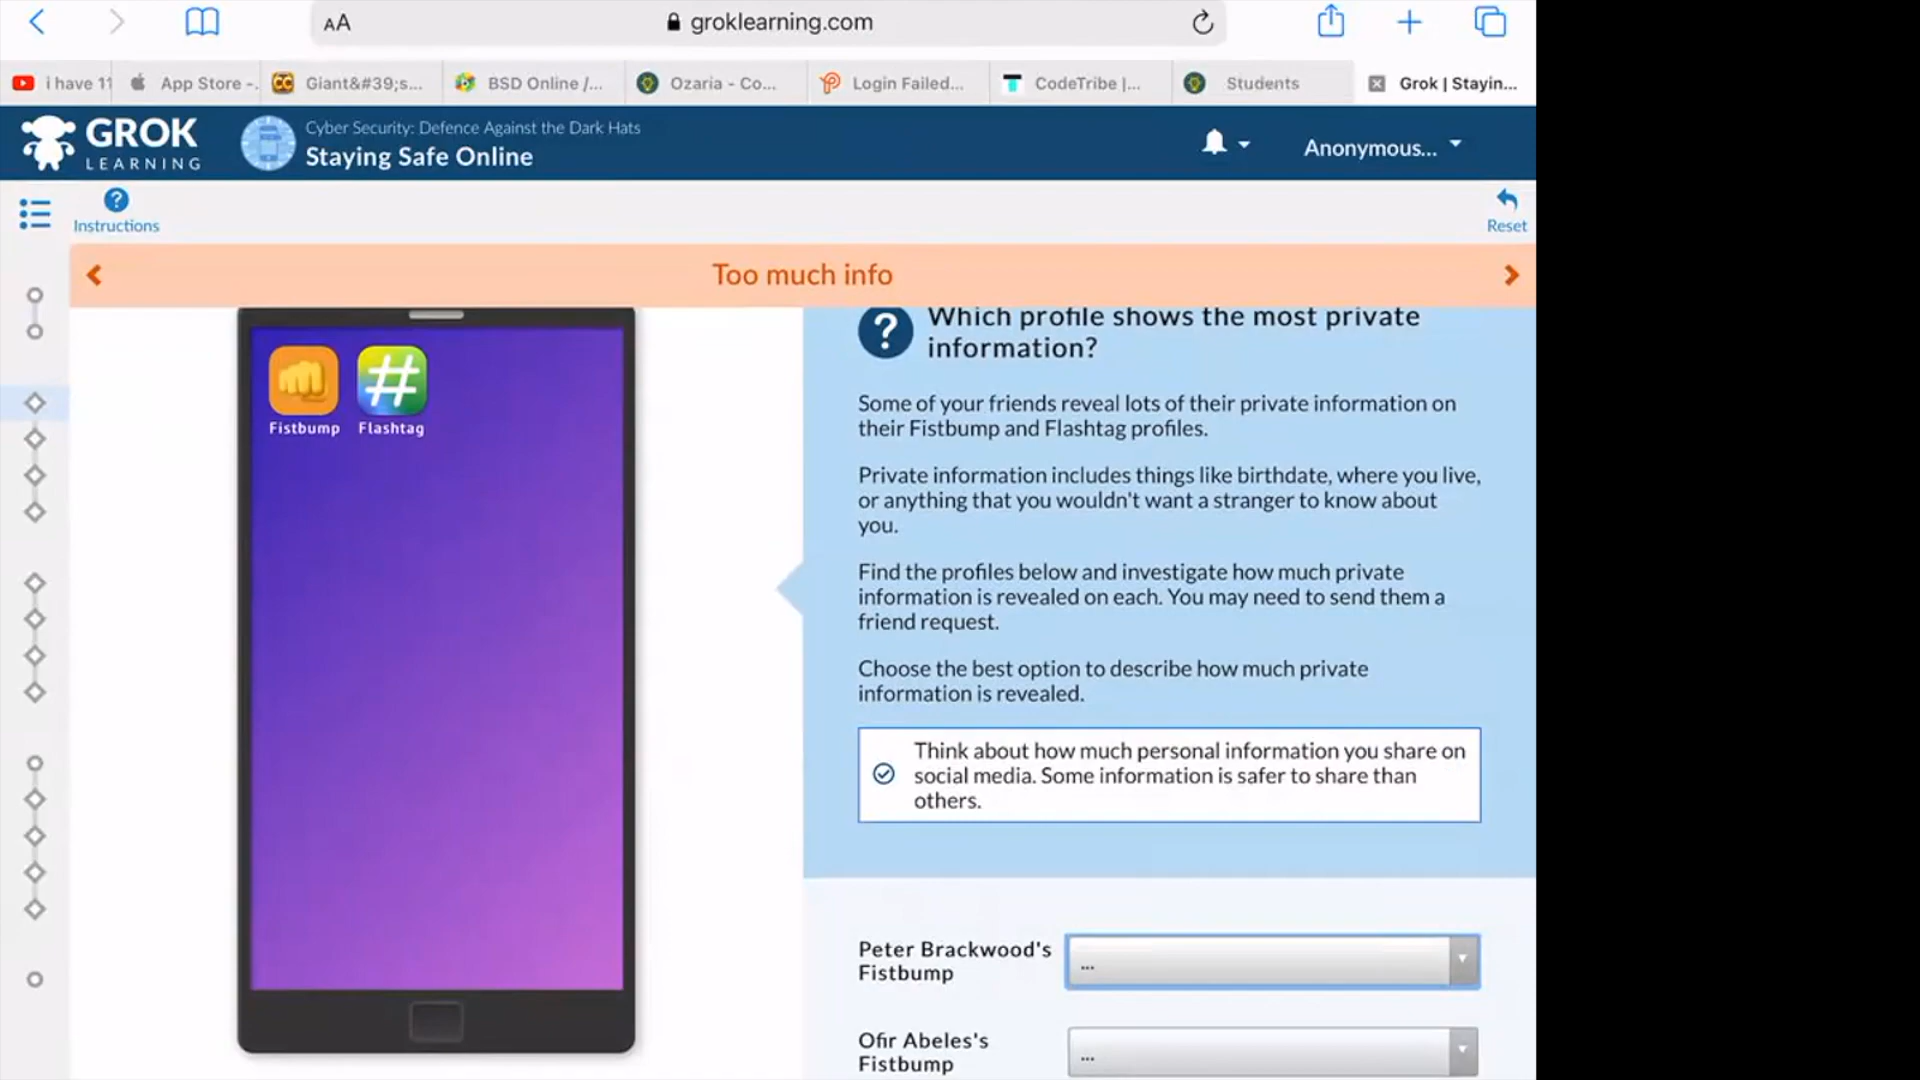 AA
groklearning.com
i have 11
App Store -.
Giant&#39;s...
BSD Online /...
Ozaria - Co...
Login Failed...
CodeTribe |...
Students
Grok | Stayin...
GROK
LEARNING
Cyber Security: Defence Against the Dark Hats
Staying Safe Online
Anonymous...
Instructions
Reset
Too much info
Fistbump
Flashtag
Which profile shows the most private
information?
Some of your friends reveal lots of their private information on
their Fistbump and Flashtag profiles.
Private information includes things like birthdate, where you live,
or anything that you wouldn't want a stranger to know about
you.
Find the profiles below and investigate how much private
information is revealed on each. You may need to send them a
friend request.
Choose the best option to describe how much private
information is revealed.
Think about how much personal information you share on
social media. Some information is safer to share than
others.
Peter Brackwood's
Fistbump
...
Ofir Abeles's
Fistbump
...